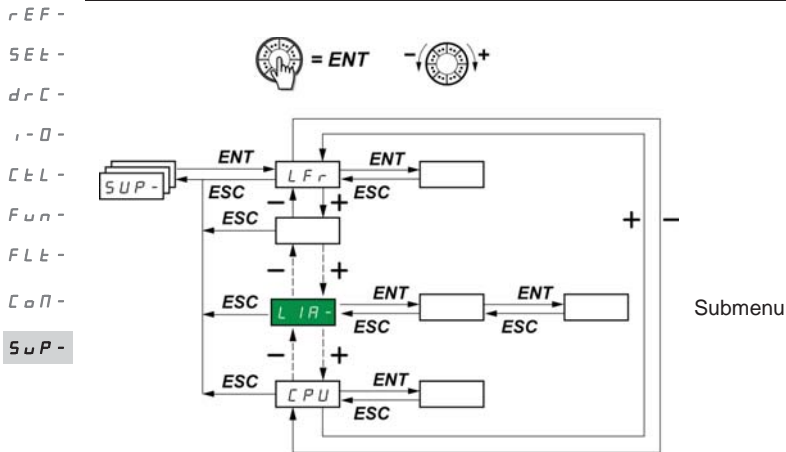 rEF-
SEt-
drC-
ı-O-
CtL-
Fun-
FLt-
CoM-
SuP-
= ENT
- +
SUP-
ENT
ESC
LFr
ENT
ESC
- +
ESC
- +
+ -
ESC
LIA-
ENT
ESC
ENT
ESC
Submenu
- +
ESC
CPU
ENT
ESC